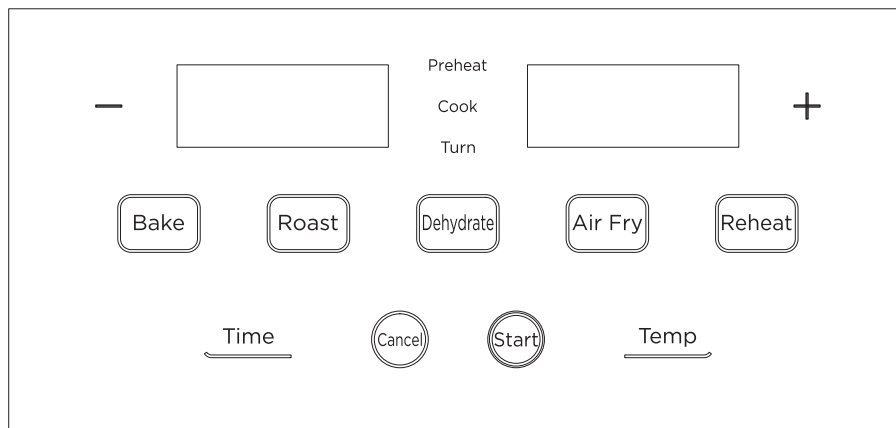 Preheat
− Cook +
Turn
Bake Roast Dehydrate Air Fry Reheat
Time Cancel Start Temp